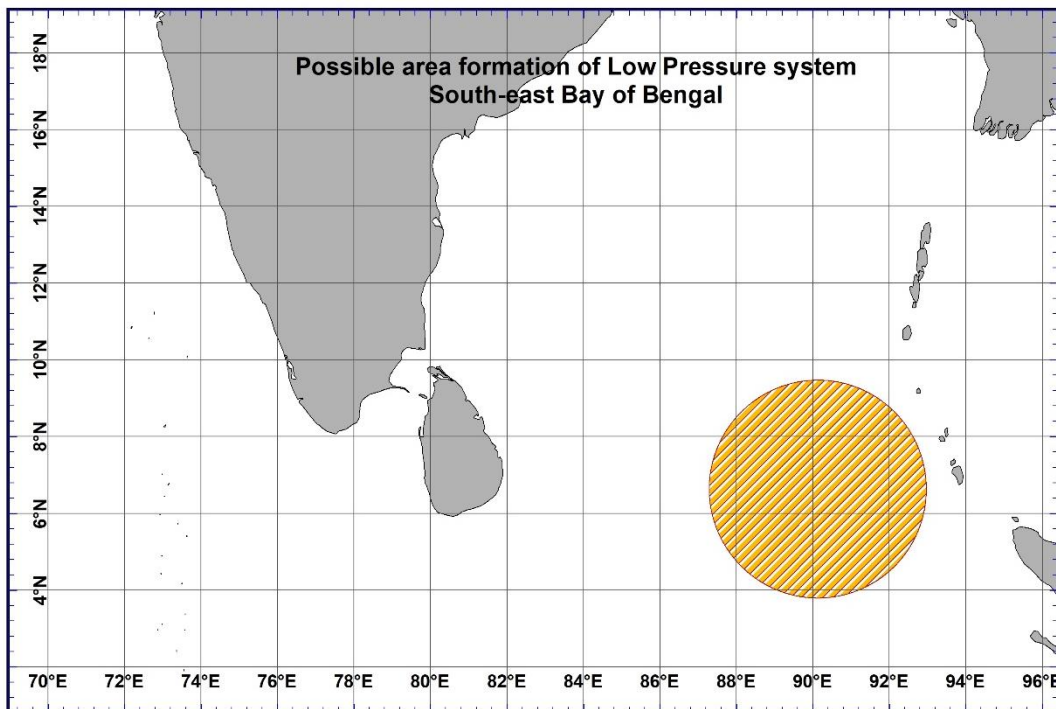 Possible area formation of Low Pressure system
South-east Bay of Bengal
18°N
16°N
14°N
12°N
10°N
8°N
6°N
4°N
70°E 72°E 74°E 76°E 78°E 80°E 82°E 84°E 86°E 88°E 90°E 92°E 94°E 96°E